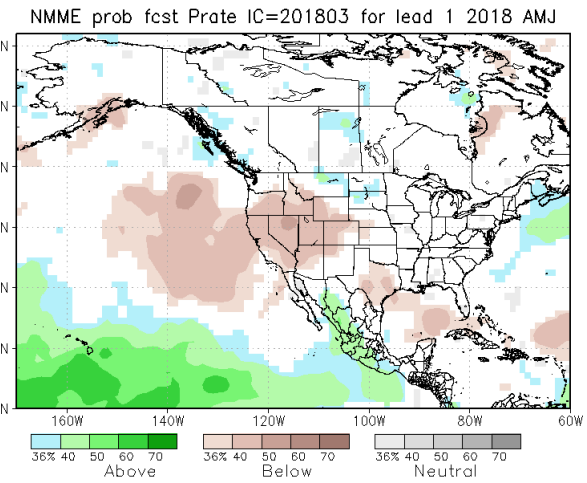 NMME prob fcst Prate IC=201803 for lead 1 2018 AMJ
N
N
N
N
N
N
N
160W 140W 120W 100W 80W 60W
36% 40 50 60 70 36% 40 50 60 70 36% 40 50 60 70
Above Below Neutral